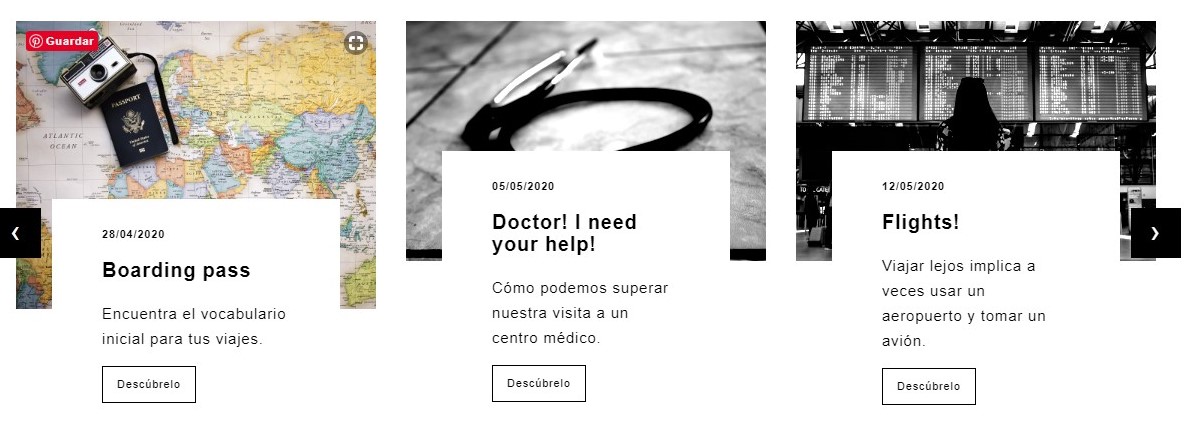 Guardar
PASSPORT
ATLANTIC
OCEAN
28/04/2020
Boarding pass
Encuentra el vocabulario
inicial para tus viajes.
Descúbrelo
05/05/2020
Doctor! I need
your help!
Cómo podemos superar
nuestra visita a un
centro médico.
Descúbrelo
12/05/2020
Flights!
Viajar lejos implica a
veces usar un
aeropuerto y tomar un
avión.
Descúbrelo